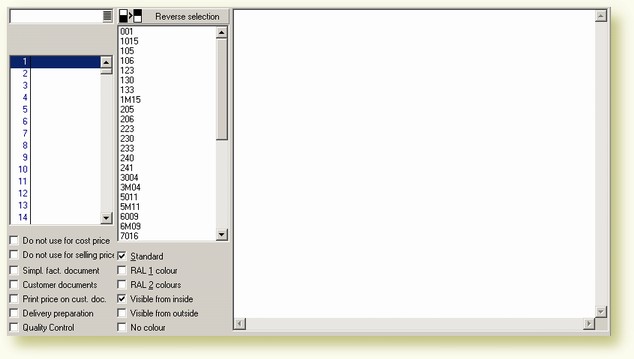 Reverse selection
1
2
3
4
5
6
7
8
9
10
11
12
13
14
001
1015
105
106
123
130
133
1M15
205
206
223
230
233
240
241
3004
3M04
5011
5M11
6009
6M09
7016
Do not use for cost price
Do not use for selling price
Simpl. fact. document
Customer documents
Print price on cust. doc.
Delivery preparation
Quality Control
Standard
RAL 1 colour
RAL 2 colours
Visible from inside
Visible from outside
No colour